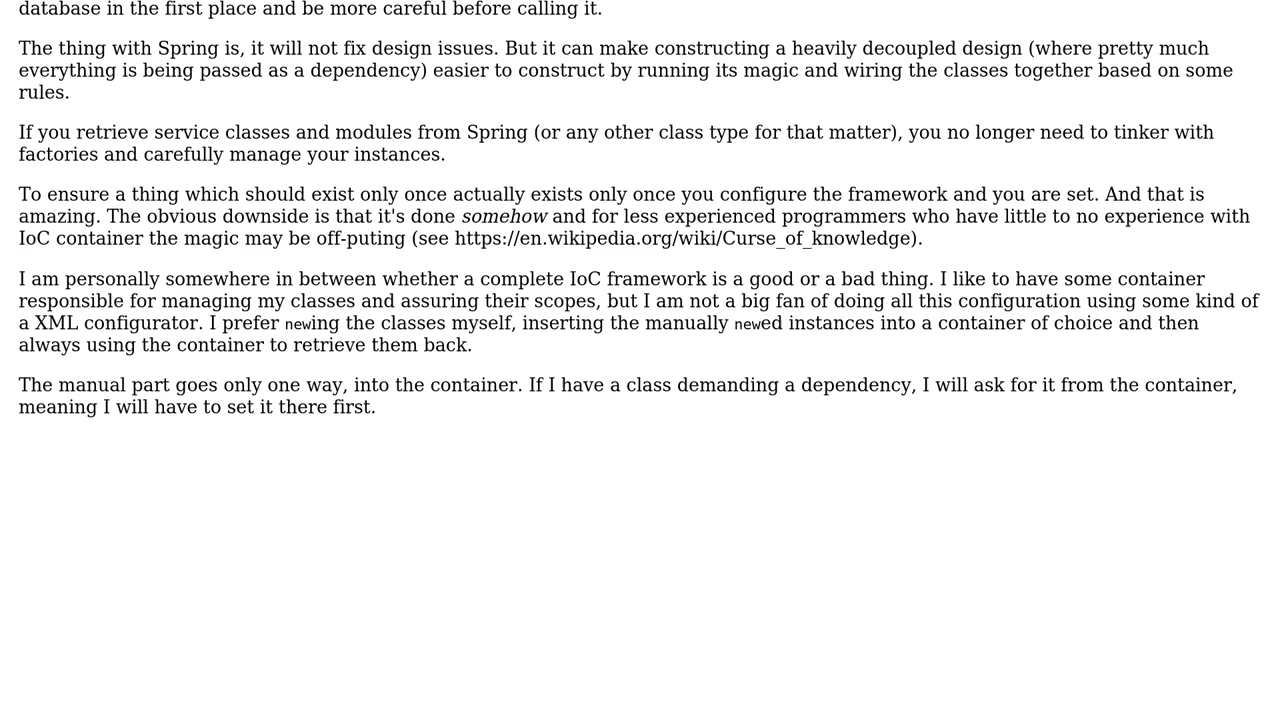 database in the first place and be more careful before calling it.
The thing with Spring is, it will not fix design issues. But it can make constructing a heavily decoupled design (where pretty much
everything is being passed as a dependency) easier to construct by running its magic and wiring the classes together based on some
rules.
If you retrieve service classes and modules from Spring (or any other class type for that matter), you no longer need to tinker with
factories and carefully manage your instances.
To ensure a thing which should exist only once actually exists only once you configure the framework and you are set. And that is
amazing. The obvious downside is that it's done somehow and for less experienced programmers who have little to no experience with
IoC container the magic may be off-puting (see https://en.wikipedia.org/wiki/Curse_of_knowledge).
I am personally somewhere in between whether a complete IoC framework is a good or a bad thing. I like to have some container
responsible for managing my classes and assuring their scopes, but I am not a big fan of doing all this configuration using some kind of
a XML configurator. I prefer newing the classes myself, inserting the manually newed instances into a container of choice and then
always using the container to retrieve them back.
The manual part goes only one way, into the container. If I have a class demanding a dependency, I will ask for it from the container,
meaning I will have to set it there first.